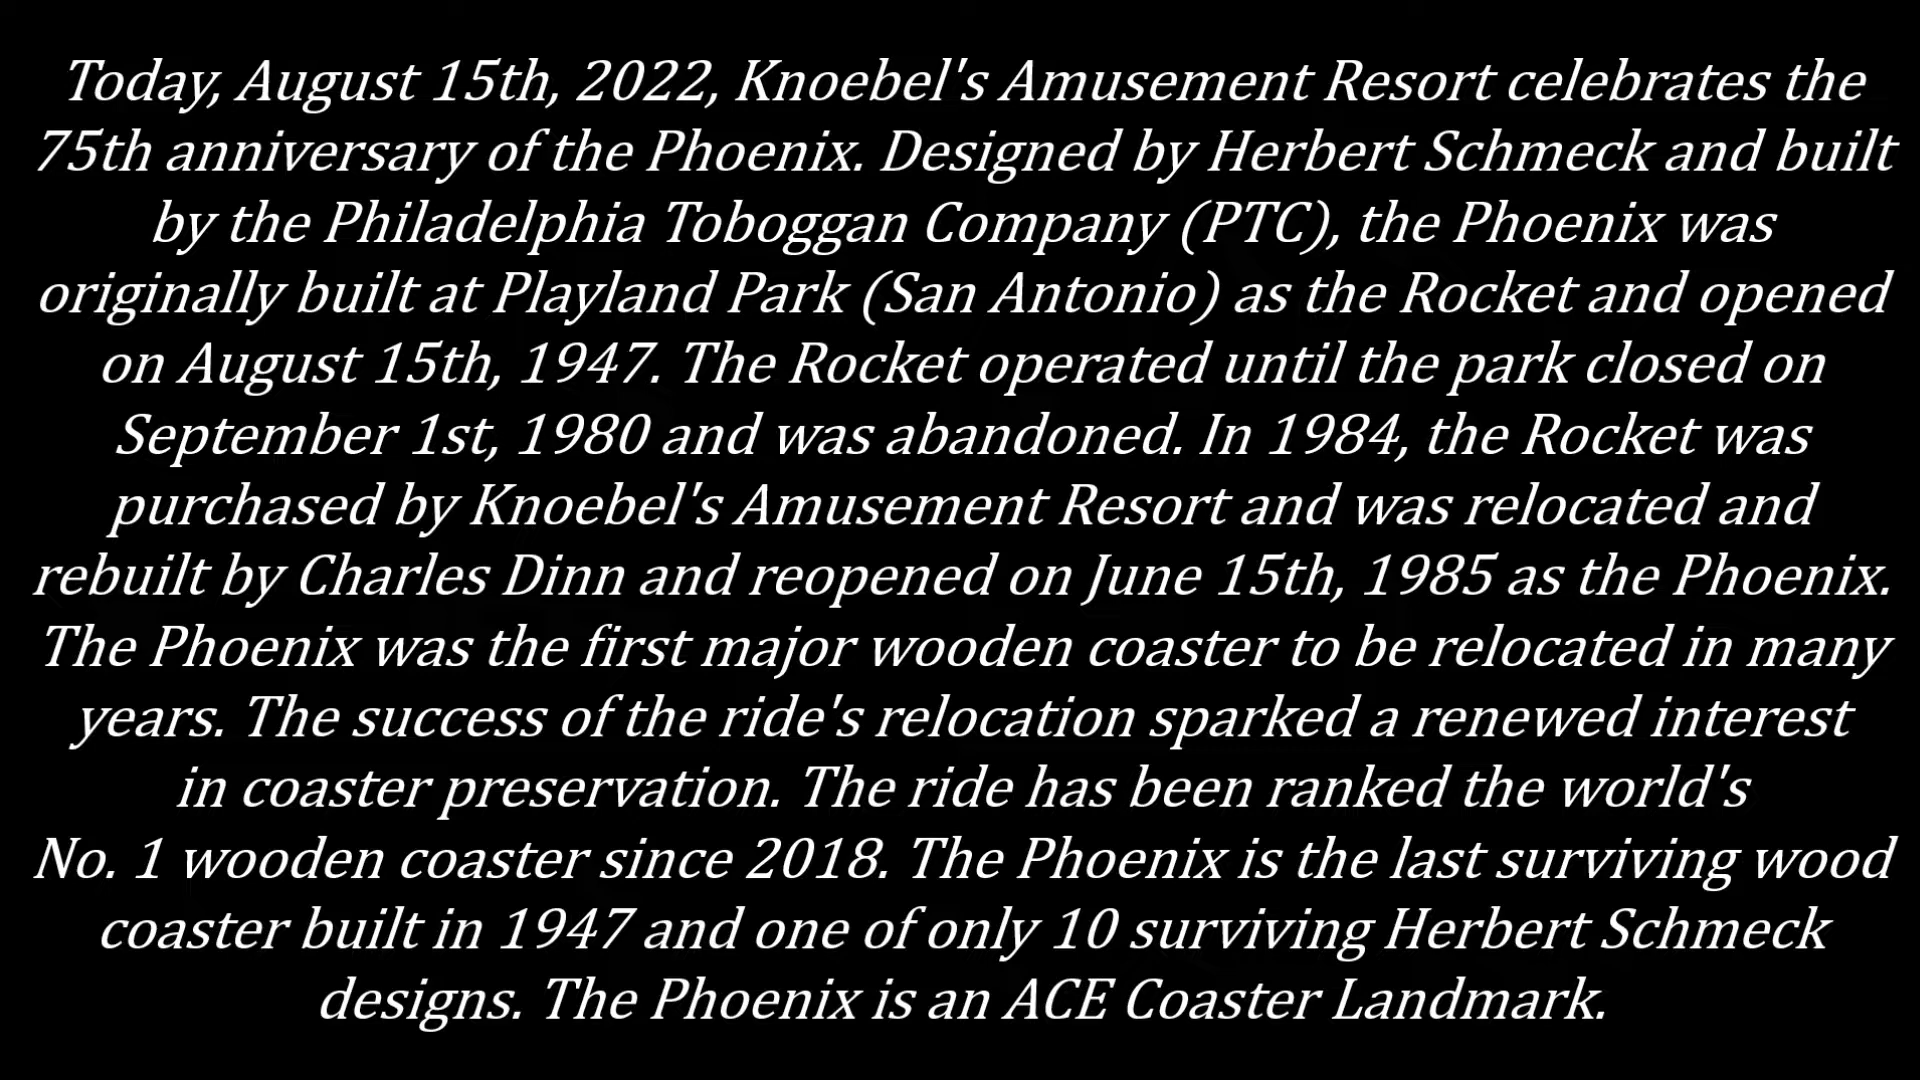 Today, August 15th, 2022, Knoebel's Amusement Resort celebrates the
75th anniversary of the Phoenix. Designed by Herbert Schmeck and built
by the Philadelphia Toboggan Company (PTC), the Phoenix was
originally built at Playland Park (San Antonio) as the Rocket and opened
on August 15th, 1947. The Rocket operated until the park closed on
September 1st, 1980 and was abandoned. In 1984, the Rocket was
purchased by Knoebel's Amusement Resort and was relocated and
rebuilt by Charles Dinn and reopened on June 15th, 1985 as the Phoenix.
The Phoenix was the first major wooden coaster to be relocated in many
years. The success of the ride's relocation sparked a renewed interest
in coaster preservation. The ride has been ranked the world's
No. 1 wooden coaster since 2018. The Phoenix is the last surviving wood
coaster built in 1947 and one of only 10 surviving Herbert Schmeck
designs. The Phoenix is an ACE Coaster Landmark.